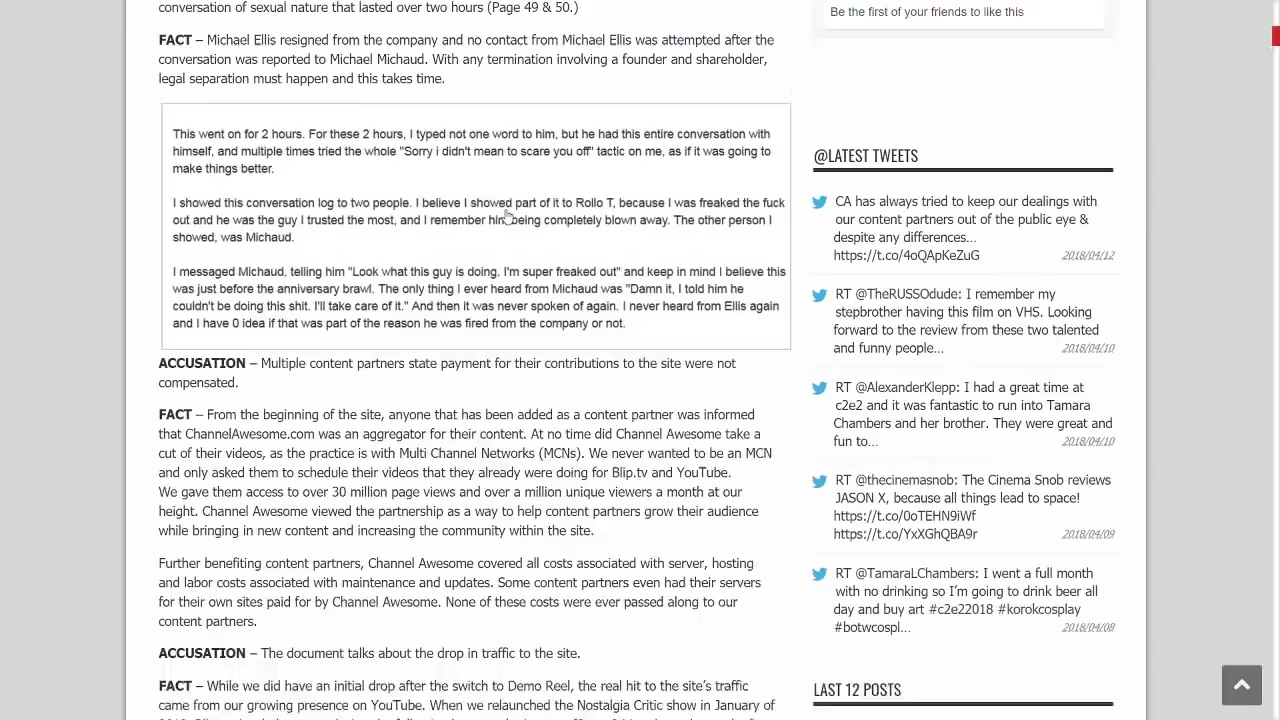 conversation of sexual nature that lasted over two hours (Page 49 & 50.)
FACT – Michael Ellis resigned from the company and no contact from Michael Ellis was attempted after the
conversation was reported to Michael Michaud. With any termination involving a founder and shareholder,
legal separation must happen and this takes time.
This went on for 2 hours. For these 2 hours, I typed not one word to him, but he had this entire conversation with
himself, and multiple times tried the whole "Sorry i didn't mean to scare you off" tactic on me, as if it was going to
make things better.
I showed this conversation log to two people. I believe I showed part of it to Rollo T, because I was freaked the fuck
out and he was the guy I trusted the most, and I remember him being completely blown away. The other person I
showed, was Michaud.
I messaged Michaud, telling him "Look what this guy is doing, I'm super freaked out" and keep in mind I believe this
was just before the anniversary brawl. The only thing I ever heard from Michaud was "Damn it, I told him he
couldn't be doing this shit. I'll take care of it." And then it was never spoken of again. I never heard from Ellis again
and I have 0 idea if that was part of the reason he was fired from the company or not.
ACCUSATION – Multiple content partners state payment for their contributions to the site were not
compensated.
FACT – From the beginning of the site, anyone that has been added as a content partner was informed
that ChannelAwesome.com was an aggregator for their content. At no time did Channel Awesome take a
cut of their videos, as the practice is with Multi Channel Networks (MCNs). We never wanted to be an MCN
and only asked them to schedule their videos that they already were doing for Blip.tv and YouTube.
We gave them access to over 30 million page views and over a million unique viewers a month at our
height. Channel Awesome viewed the partnership as a way to help content partners grow their audience
while bringing in new content and increasing the community within the site.
Further benefiting content partners, Channel Awesome covered all costs associated with server, hosting
and labor costs associated with maintenance and updates. Some content partners even had their servers
for their own sites paid for by Channel Awesome. None of these costs were ever passed along to our
content partners.
ACCUSATION – The document talks about the drop in traffic to the site.
FACT – While we did have an initial drop after the switch to Demo Reel, the real hit to the site's traffic
came from our growing presence on YouTube. When we relaunched the Nostalgia Critic show in January of
Be the first of your friends to like this
@LATEST TWEETS
CA has always tried to keep our dealings with
our content partners out of the public eye &
despite any differences…
https://t.co/4oQApKeZuG 2018/04/12
RT @TheRUSSOdude: I remember my
stepbrother having this film on VHS. Looking
forward to the review from these two talented
and funny people… 2018/04/10
RT @AlexanderKlepp: I had a great time at
c2e2 and it was fantastic to run into Tamara
Chambers and her brother. They were great and
fun to… 2018/04/10
RT @thecinemasnob: The Cinema Snob reviews
JASON X, because all things lead to space!
https://t.co/0oTEHN9iWf
https://t.co/YxXGhQBA9r 2018/04/09
RT @TamaraLChambers: I went a full month
with no drinking so I'm going to drink beer all
day and buy art #c2e22018 #korokcosplay
#botwcospl… 2018/04/08
LAST 12 POSTS